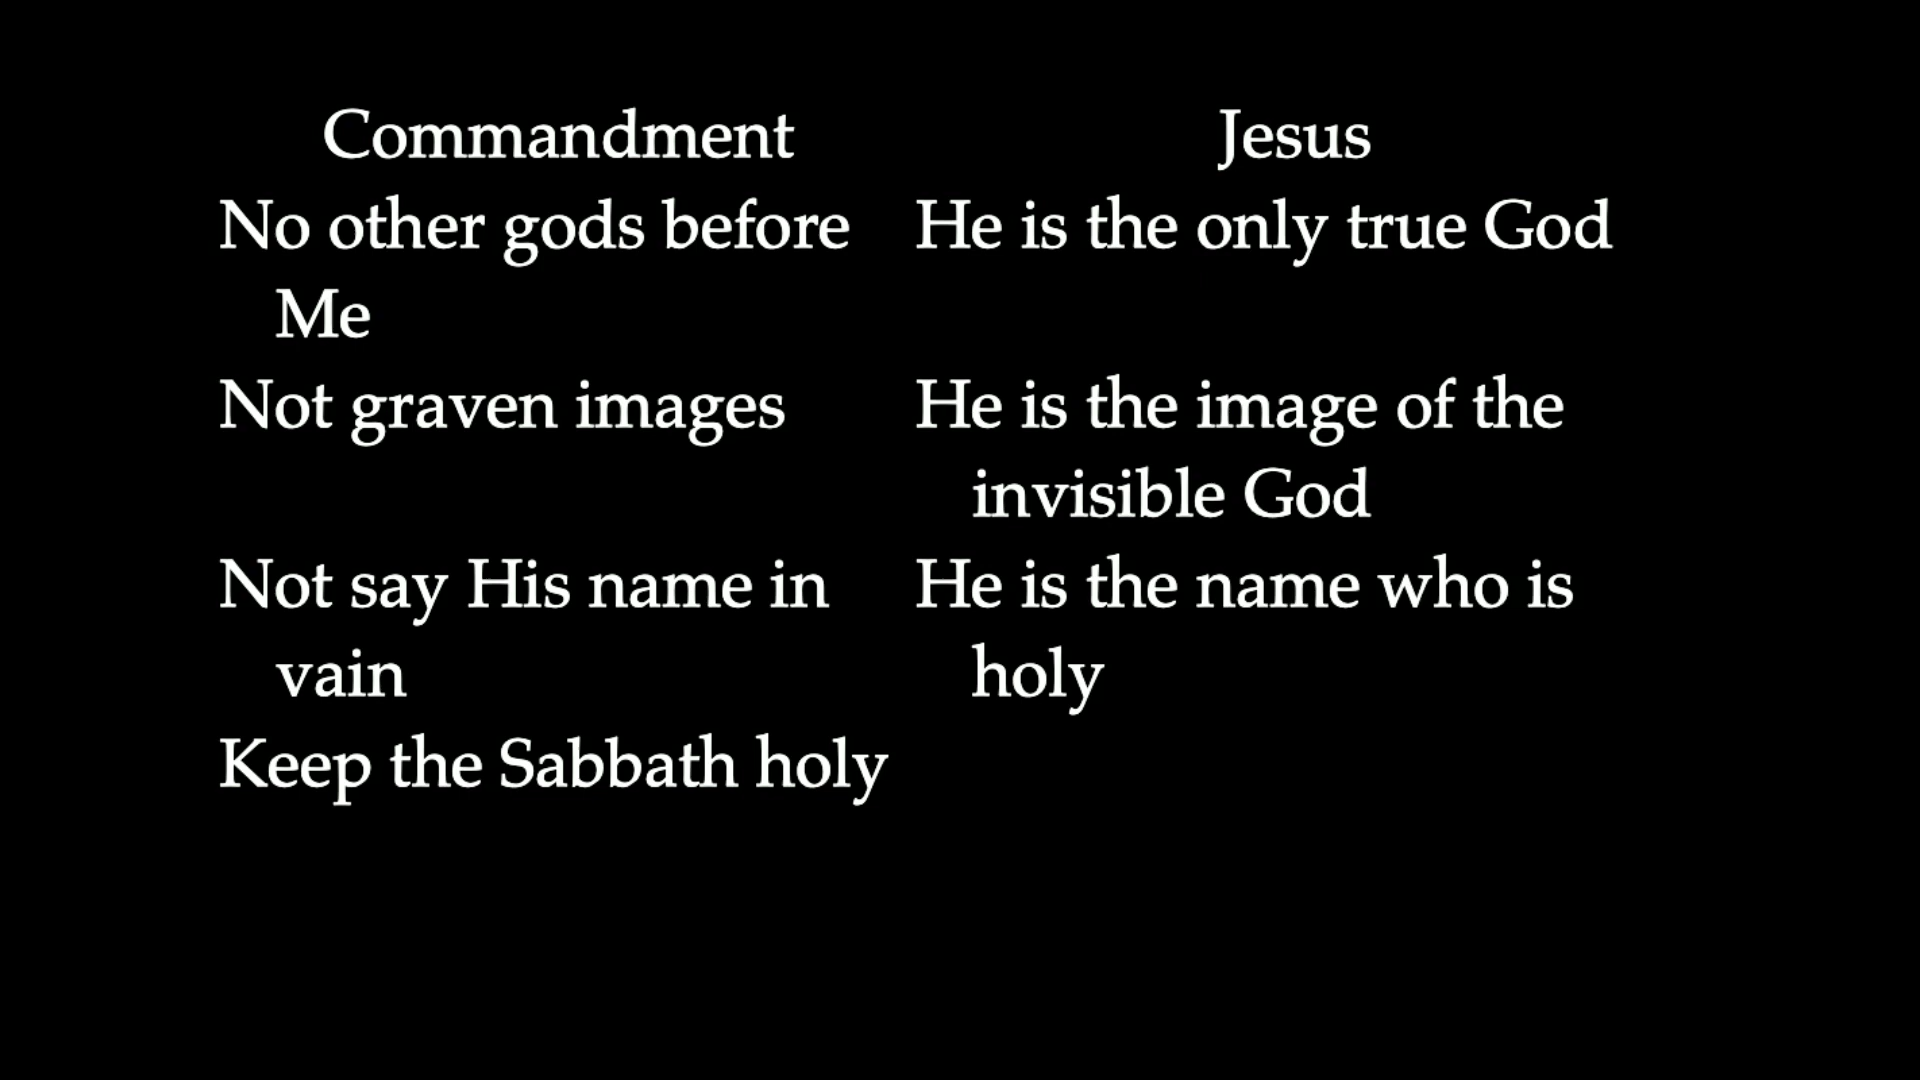 Commandment Jesus
No other gods before He is the only true God
Me
Not graven images He is the image of the
invisible God
Not say His name in He is the name who is
vain holy
Keep the Sabbath holy